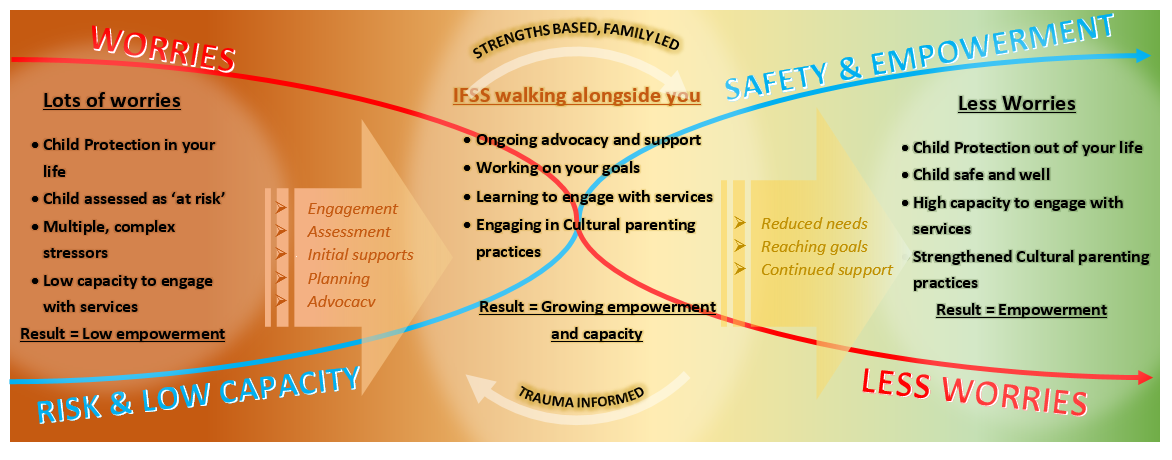 WORRIES
Lots of worries
• Child Protection in your
life
• Child assessed as ‘at risk’
• Multiple, complex
stressors
• Low capacity to engage
with services
Result = Low empowerment
RISK & LOW CAPACITY
➢ Engagement
➢ Assessment
➢ Initial supports
➢ Planning
➢ Advocacy
STRENGTHS BASED, FAMILY LED
IFSS walking alongside you
• Ongoing advocacy and support
• Working on your goals
• Learning to engage with services
• Engaging in Cultural parenting
practices
Result = Growing empowerment
and capacity
TRAUMA INFORMED
➢ Reduced needs
➢ Reaching goals
➢ Continued support
SAFETY & EMPOWERMENT
Less Worries
• Child Protection out of your life
• Child safe and well
• High capacity to engage with
services
• Strengthened Cultural parenting
practices
Result = Empowerment
LESS WORRIES